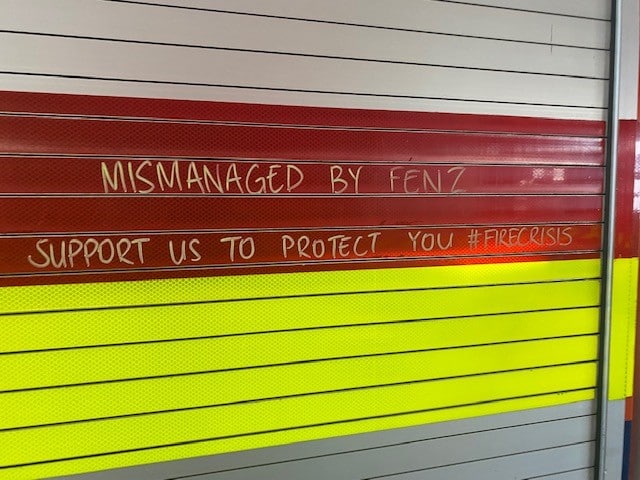 MISMANAGED BY FENZ
SUPPORT US TO PROTECT YOU #FIRECRISIS